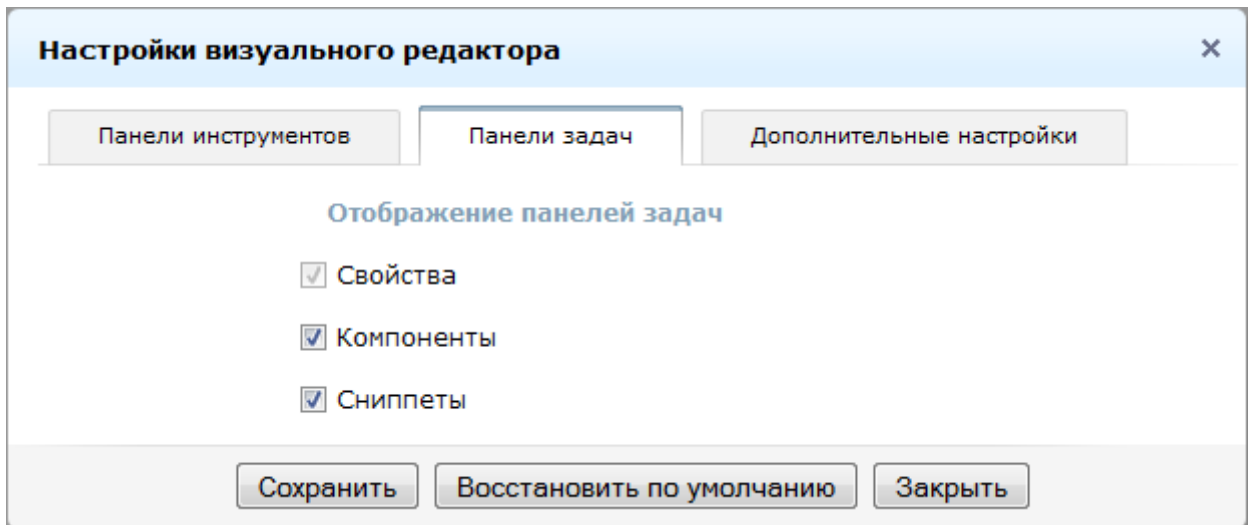 Настройки визуального редактора
Панели инструментов Панели задач Дополнительные настройки
Отображение панелей задач
Свойства
Компоненты
Сниппеты
Сохранить Восстановить по умолчанию Закрыть